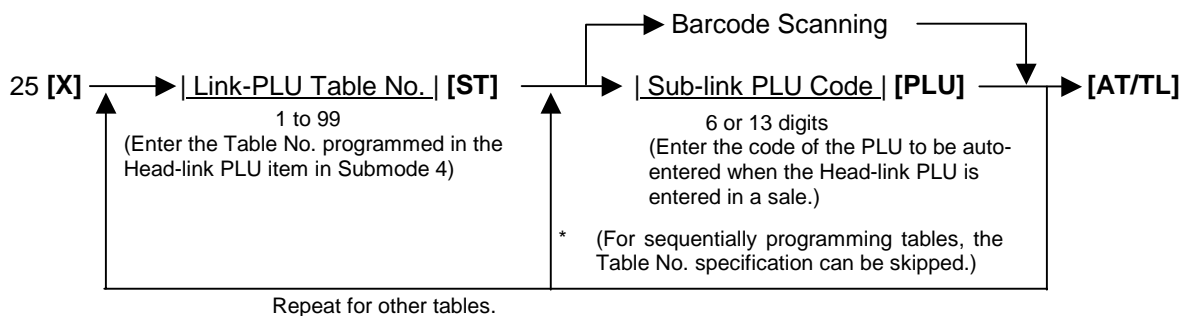 Barcode Scanning
25 [X] | Link-PLU Table No. | [ST] | Sub-link PLU Code | [PLU] [AT/TL]
1 to 99
(Enter the Table No. programmed in the
Head-link PLU item in Submode 4)
6 or 13 digits
(Enter the code of the PLU to be auto-
entered when the Head-link PLU is
entered in a sale.)
* (For sequentially programming tables, the
Table No. specification can be skipped.)
Repeat for other tables.